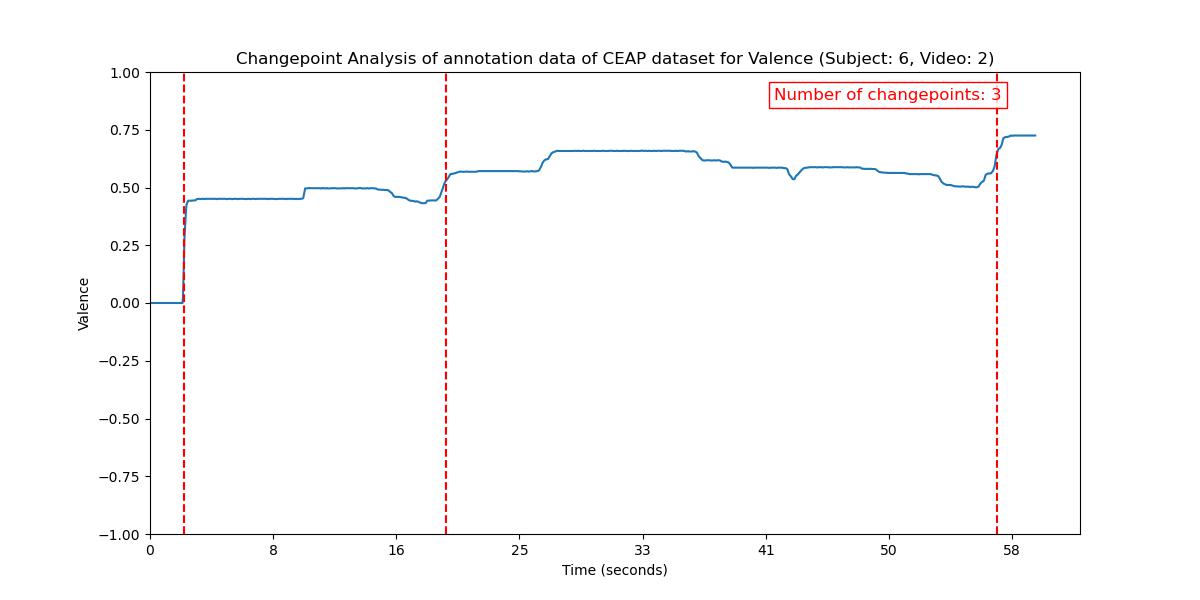 Changepoint Analysis of annotation data of CEAP dataset for Valence (Subject: 6, Video: 2)
Number of changepoints: 3
1.00
0.75
0.50
0.25
0.00
−0.25
−0.50
−0.75
−1.00
Valence
0 8 16 25 33 41 50 58
Time (seconds)